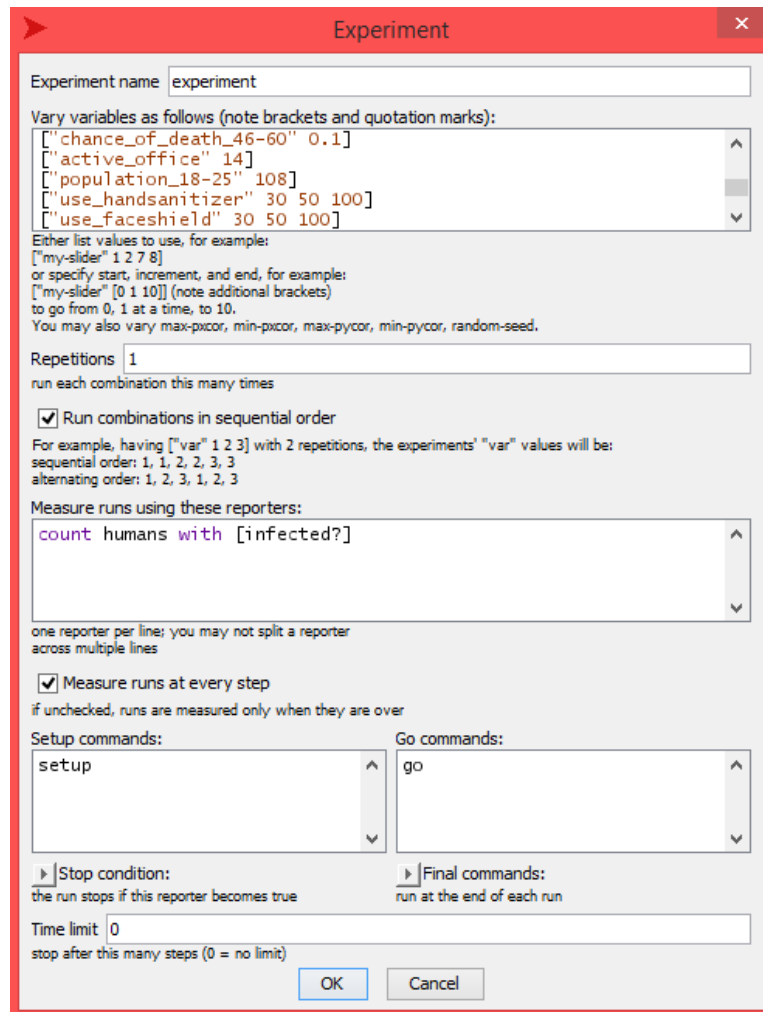 Experiment
Experiment name experiment
Vary variables as follows (note brackets and quotation marks):
["chance_of_death_46-60" 0.1]
["active_office" 14]
["population_18-25" 108]
["use_handsanitizer" 30 50 100]
["use_faceshield" 30 50 100]
Either list values to use, for example:
["my-slider" 1 2 7 8]
or specify start, increment, and end, for example:
["my-slider" [0 1 10]] (note additional brackets)
to go from 0, 1 at a time, to 10.
You may also vary max-pxcor, min-pxcor, max-pycor, min-pycor, random-seed.
Repetitions 1
run each combination this many times
Run combinations in sequential order
For example, having ["var" 1 2 3] with 2 repetitions, the experiments' "var" values will be:
sequential order: 1, 1, 2, 2, 3, 3
alternating order: 1, 2, 3, 1, 2, 3
Measure runs using these reporters:
count humans with [infected?]
one reporter per line; you may not split a reporter
across multiple lines
Measure runs at every step
if unchecked, runs are measured only when they are over
Setup commands:
setup
Go commands:
go
Stop condition:
the run stops if this reporter becomes true
Final commands:
run at the end of each run
Time limit 0
stop after this many steps (0 = no limit)
OK
Cancel